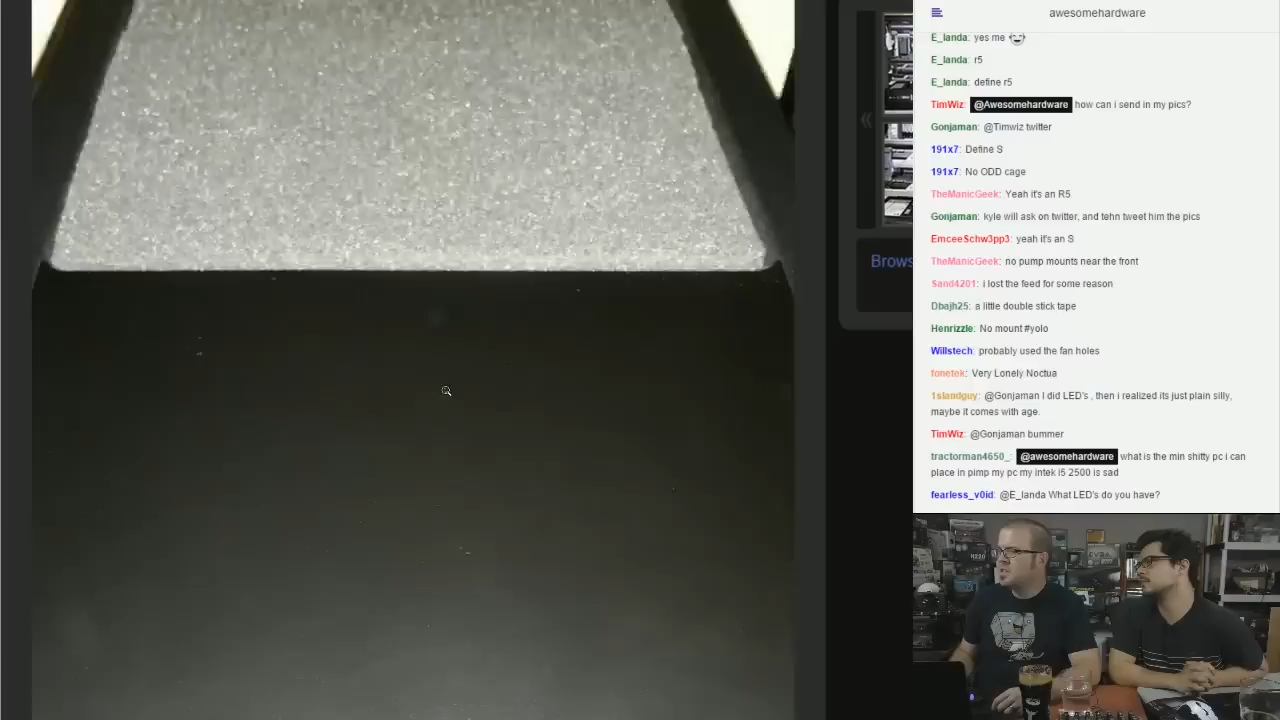 awesomehardware
E_landa: yes me
E_landa: r5
E_landa: define r5
TimWiz: @Awesomehardware how can i send in my pics?
Gonjaman: @Timwiz twitter
191x7: Define S
191x7: No ODD cage
TheManicGeek: Yeah it's an R5
Gonjaman: kyle will ask on twitter, and tehn tweet him the pics
EmceeSchw3pp3: yeah it's an S
TheManicGeek: no pump mounts near the front
Sand4201: i lost the feed for some reason
Brows
Dbajh25: a little double stick tape
Henrizzle: No mount #yolo
Willstech: probably used the fan holes
fonetek: Very Lonely Noctua
1slandguy: @Gonjaman I did LED's , then i realized its just plain silly,
maybe it comes with age.
TimWiz: @Gonjaman bummer
tractorman4650_: @awesomehardware what is the min shitty pc i can
place in pimp my pc my intek i5 2500 is sad
fearless_v0id: @E_landa What LED's do you have?
EVGA